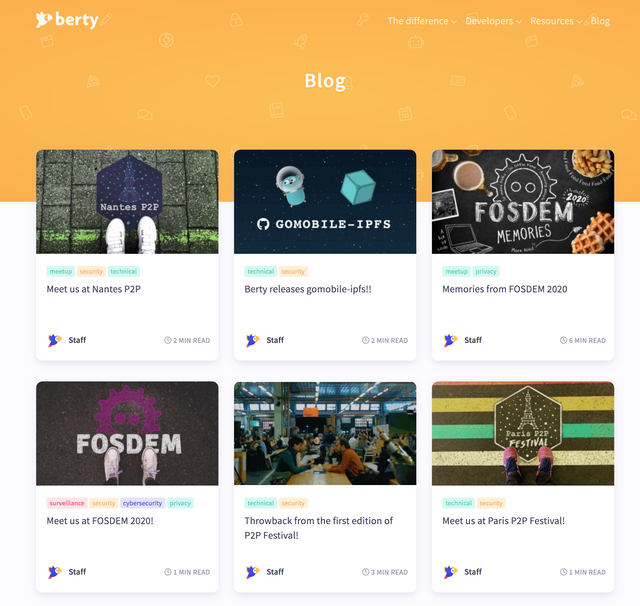 berty
The difference
Developers
Resources
Blog
Blog
Nantes P2P
GOMOBILE-IPFS
FOSDEM
2020
MEMORIES
meetup security technical
technical security
meetup privacy
Meet us at Nantes P2P
Berty releases gomobile-ipfs!!
Memories from FOSDEM 2020
Staff
2 MIN READ
Staff
2 MIN READ
Staff
6 MIN READ
FOSDEM
Paris P2P
FESTIVAL
surveillance security cybersecurity privacy
technical security
technical security
Meet us at FOSDEM 2020!
Throwback from the first edition of
P2P Festival!
Meet us at Paris P2P Festival!
Staff
1 MIN READ
Staff
3 MIN READ
Staff
1 MIN READ